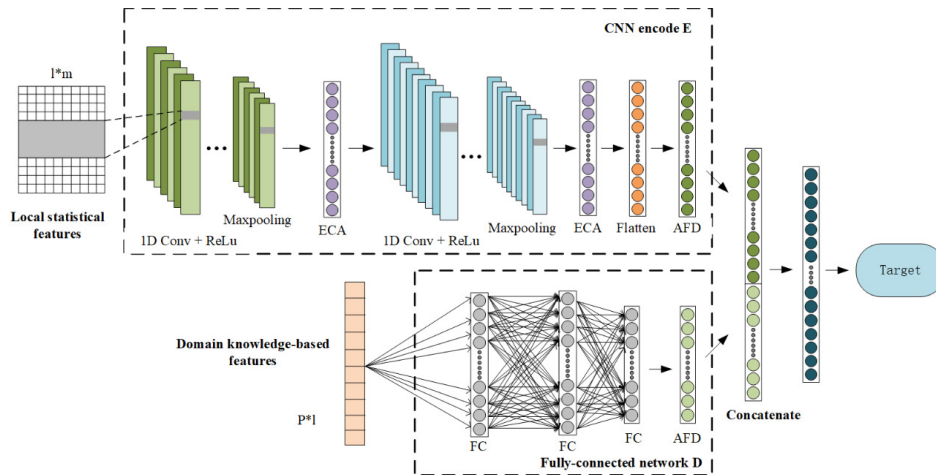 CNN encode E
l*m
Local statistical
features
1D Conv + ReLu
Maxpooling
ECA
1D Conv + ReLu
Maxpooling
ECA
Flatten
AFD
Target
Domain knowledge-based
features
P*l
FC
FC
FC
AFD
Fully-connected network D
Concatenate